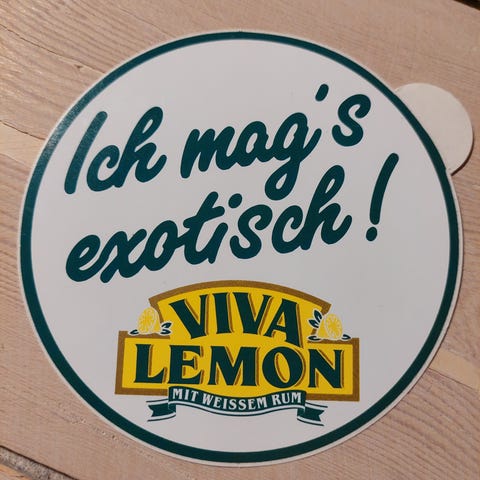 Ich mag's
exotisch!
VIVA
LEMON
MIT WEISSEM RUM